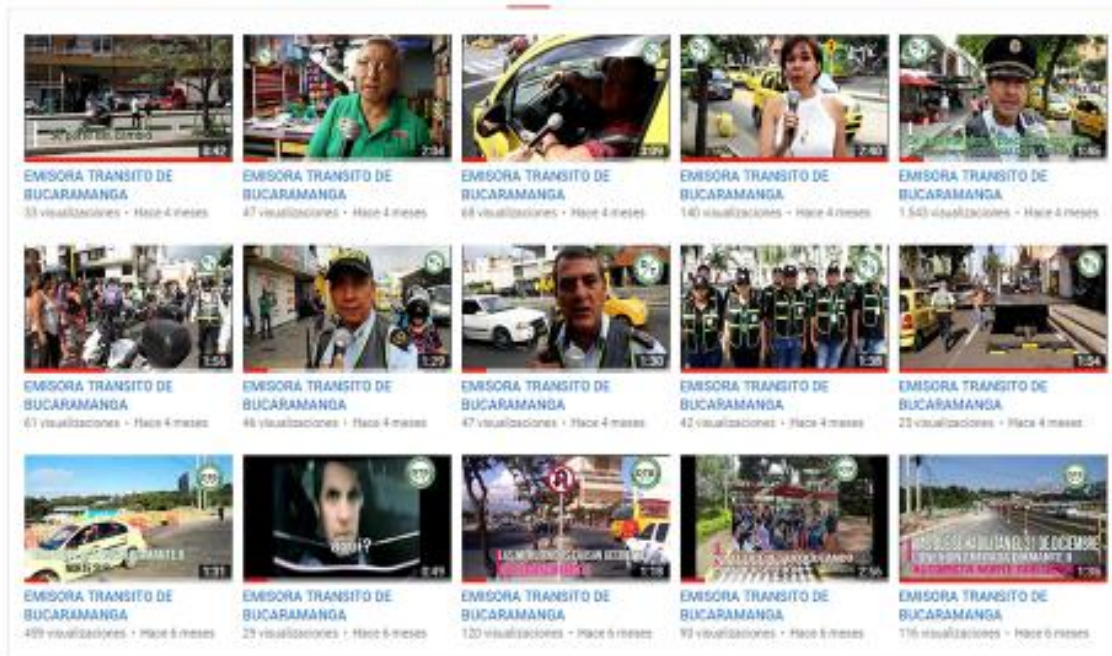 0:42
2:04
2:40
EMISORA TRANSITO DE
BUCARAMANGA
33 visualizaciones • Hace 4 meses
EMISORA TRANSITO DE
BUCARAMANGA
47 visualizaciones • Hace 4 meses
EMISORA TRANSITO DE
BUCARAMANGA
68 visualizaciones • Hace 4 meses
EMISORA TRANSITO DE
BUCARAMANGA
140 visualizaciones • Hace 4 meses
EMISORA TRANSITO DE
BUCARAMANGA
1.543 visualizaciones • Hace 4 meses
1:29
1:30
1:38
1:54
EMISORA TRANSITO DE
BUCARAMANGA
61 visualizaciones • Hace 4 meses
EMISORA TRANSITO DE
BUCARAMANGA
46 visualizaciones • Hace 4 meses
EMISORA TRANSITO DE
BUCARAMANGA
47 visualizaciones • Hace 4 meses
EMISORA TRANSITO DE
BUCARAMANGA
42 visualizaciones • Hace 4 meses
EMISORA TRANSITO DE
BUCARAMANGA
23 visualizaciones • Hace 4 meses
1:31
aquí?
0:49
1:18
2:56
EL 31 DE DICIEMBRE
EMISORA TRANSITO DE
BUCARAMANGA
499 visualizaciones • Hace 6 meses
EMISORA TRANSITO DE
BUCARAMANGA
29 visualizaciones • Hace 6 meses
EMISORA TRANSITO DE
BUCARAMANGA
120 visualizaciones • Hace 6 meses
EMISORA TRANSITO DE
BUCARAMANGA
90 visualizaciones • Hace 6 meses
EMISORA TRANSITO DE
BUCARAMANGA
116 visualizaciones • Hace 6 meses